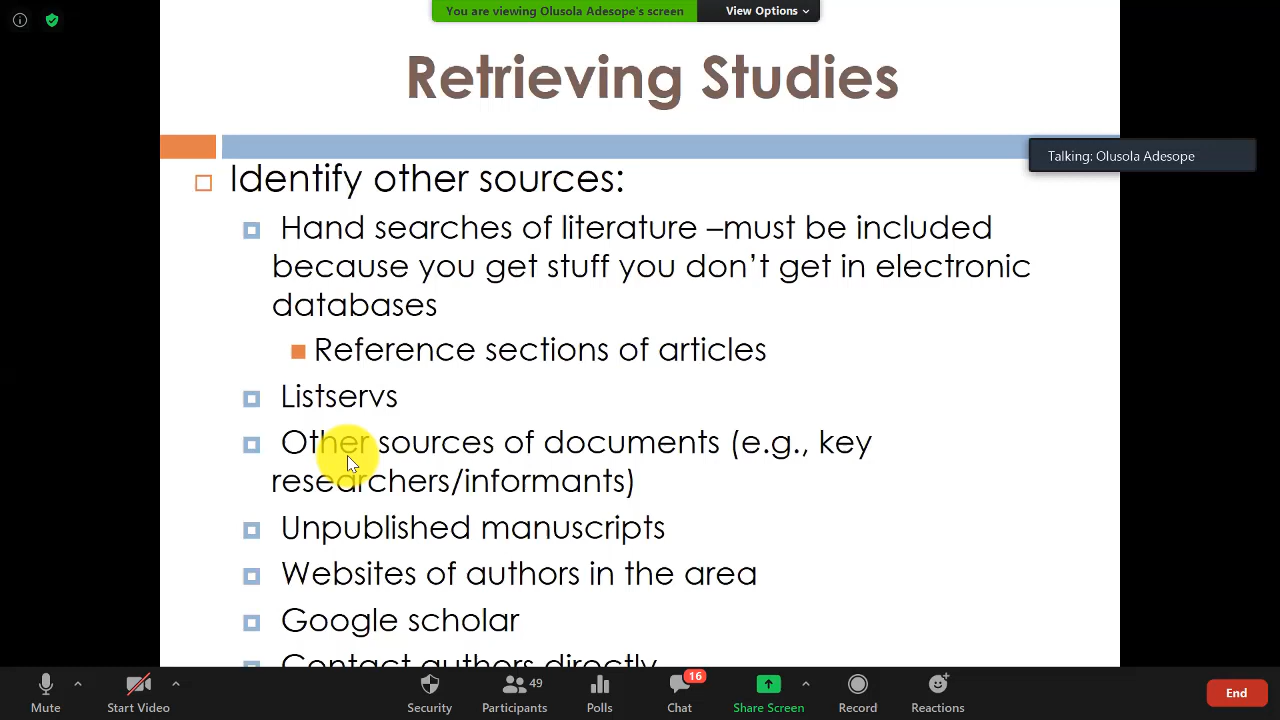 You are viewing Olusola Adesope's screen
View Options
Retrieving Studies
Talking: Olusola Adesope
Identify other sources:
Hand searches of literature –must be included
because you get stuff you don't get in electronic
databases
Reference sections of articles
Listservs
Other sources of documents (e.g., key
researchers/informants)
Unpublished manuscripts
Websites of authors in the area
Google scholar
Contact authors directly
Mute
Start Video
Security
49
Participants
Polls
16
Chat
Share Screen
Record
Reactions
End